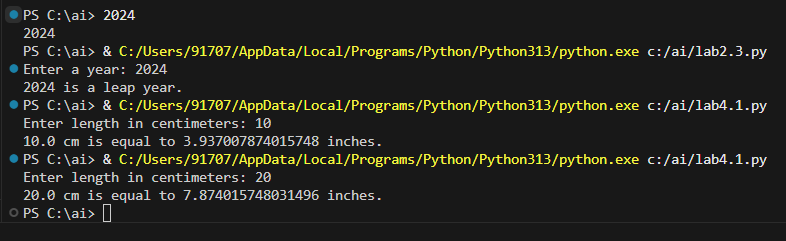 PS C:\ai> 2024
2024
PS C:\ai> & C:/Users/91707/AppData/Local/Programs/Python/Python313/python.exe c:/ai/lab2.3.py
Enter a year: 2024
2024 is a leap year.
PS C:\ai> & C:/Users/91707/AppData/Local/Programs/Python/Python313/python.exe c:/ai/lab4.1.py
Enter length in centimeters: 10
10.0 cm is equal to 3.937007874015748 inches.
PS C:\ai> & C:/Users/91707/AppData/Local/Programs/Python/Python313/python.exe c:/ai/lab4.1.py
Enter length in centimeters: 20
20.0 cm is equal to 7.874015748031496 inches.
PS C:\ai>